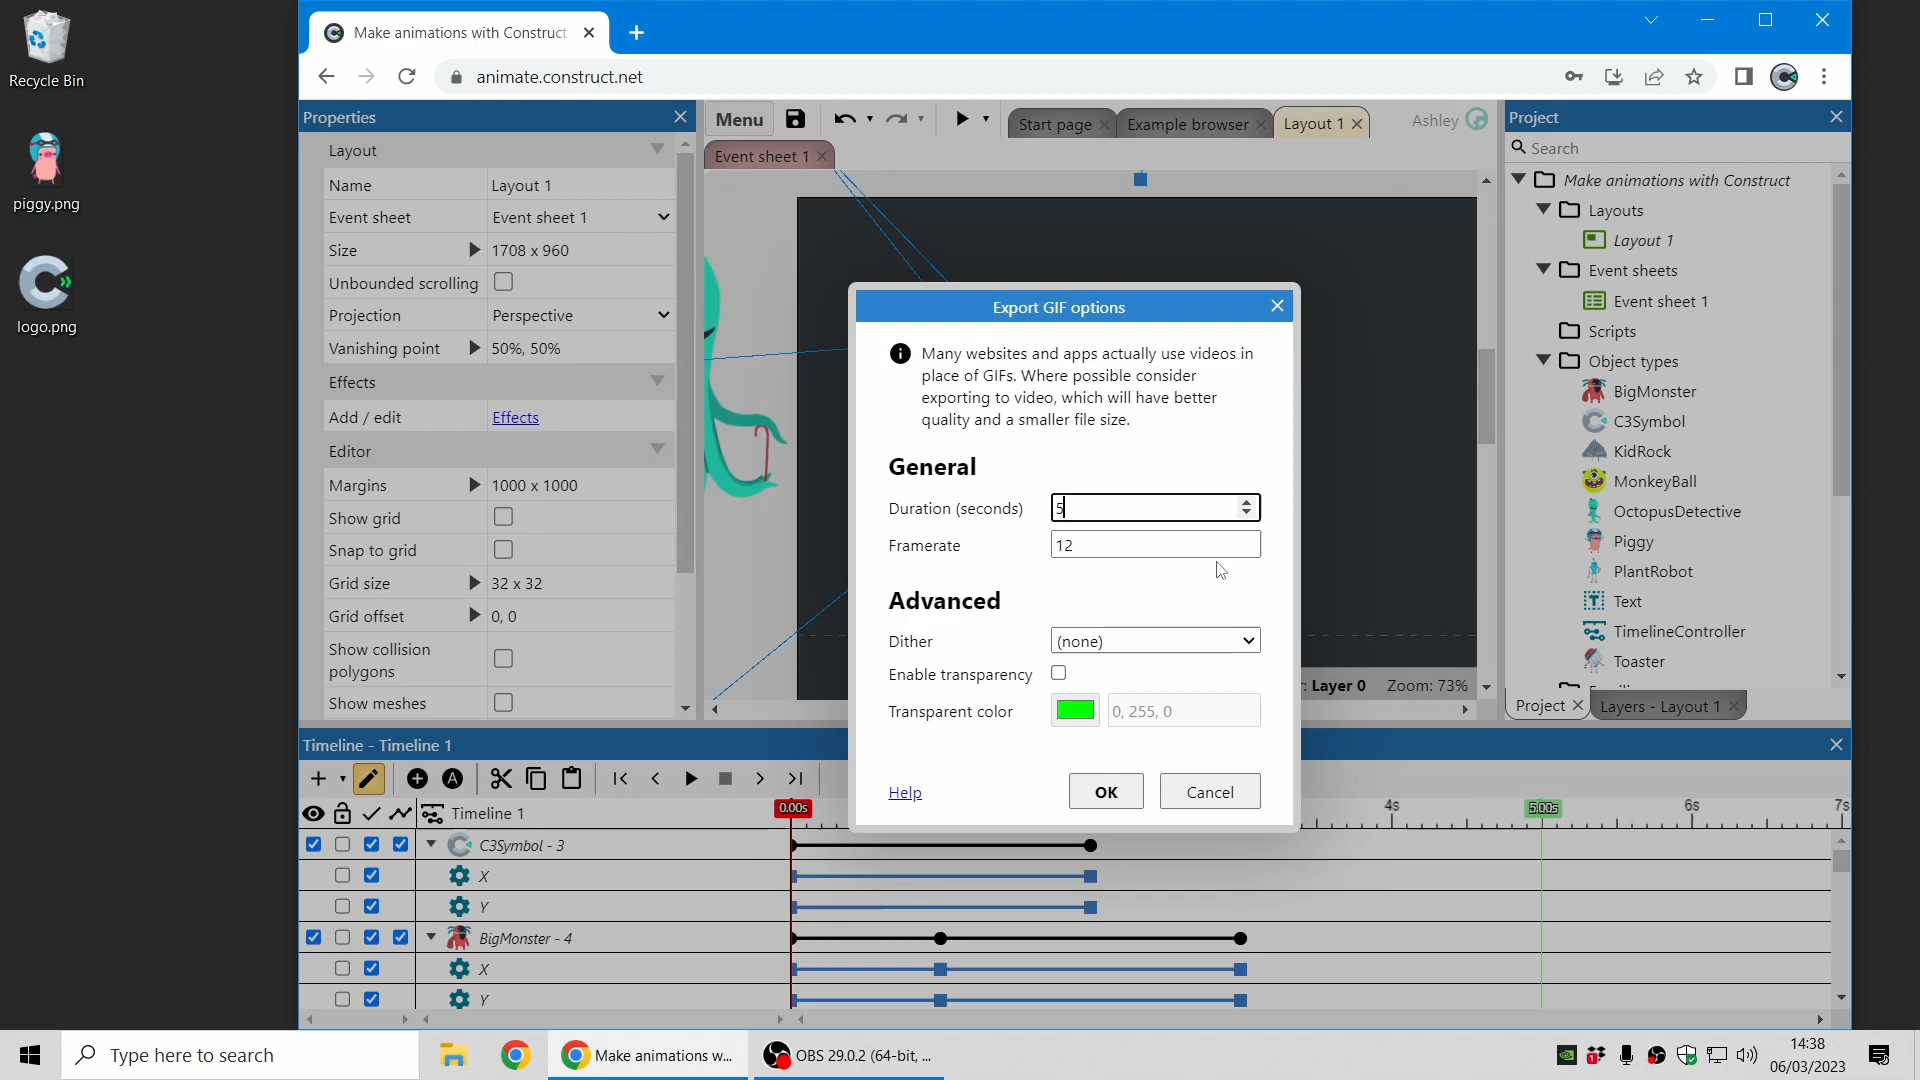 Recycle Bin
piggy.png
logo.png
Make animations with Construct
animate.construct.net
Properties
Layout
Name Layout 1
Event sheet Event sheet 1
Size 1708 x 960
Unbounded scrolling
Projection Perspective
Vanishing point 50%, 50%
Effects
Add / edit Effects
Editor
Margins 1000 x 1000
Show grid
Snap to grid
Grid size 32 x 32
Grid offset 0, 0
Show collision
polygons
Show meshes
Menu
Start page Example browser Layout 1
Ashley
Event sheet 1
Export GIF options
Many websites and apps actually use videos in
place of GIFs. Where possible consider
exporting to video, which will have better
quality and a smaller file size.
General
Duration (seconds) 5
Framerate 12
Advanced
Dither (none)
Enable transparency
Transparent color 0, 255, 0
Help OK Cancel
Layer 0 Zoom: 73%
Project
Search
Make animations with Construct
Layouts
Layout 1
Event sheets
Event sheet 1
Scripts
Object types
BigMonster
C3Symbol
KidRock
MonkeyBall
OctopusDetective
Piggy
PlantRobot
Text
TimelineController
Toaster
Project Layers - Layout 1
Timeline - Timeline 1
Timeline 1
0.00s 4s 5.00s 6s 7s
C3Symbol - 3
X
Y
BigMonster - 4
X
Y
Type here to search
Make animations w...
OBS 29.0.2 (64-bit, ...
14:38
06/03/2023